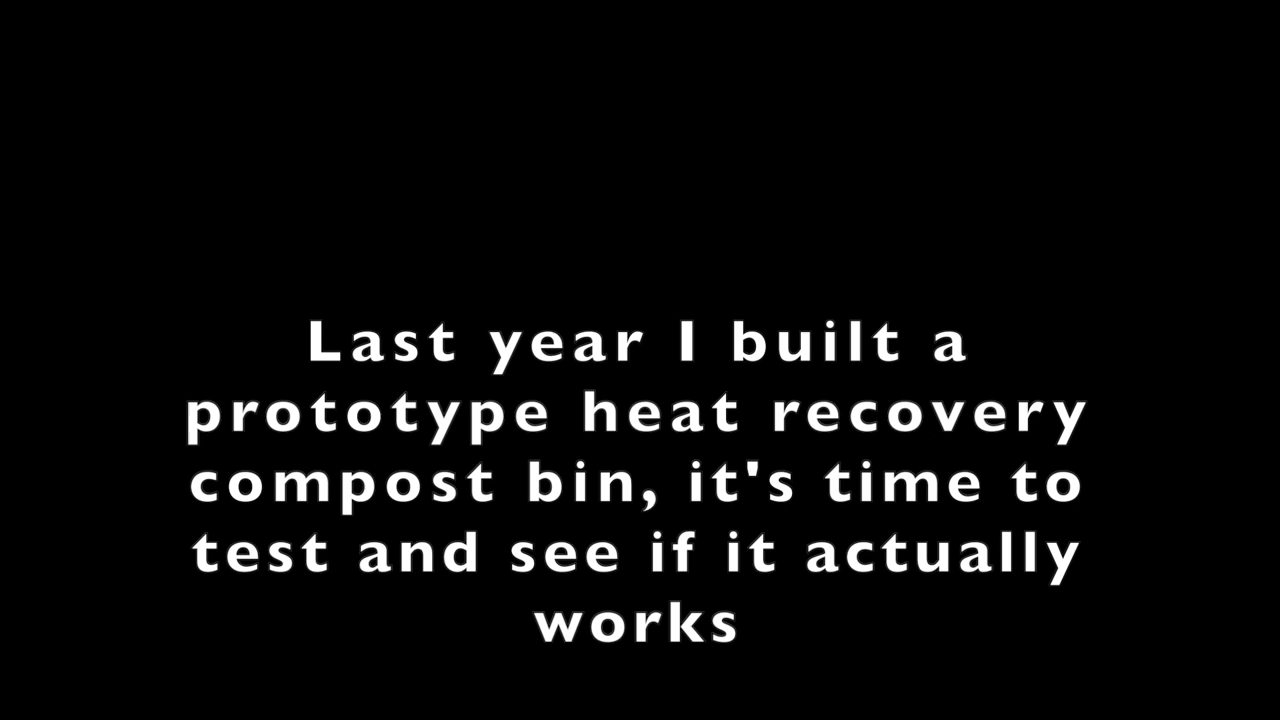 Last year I built a
prototype heat recovery
compost bin, it's time to
test and see if it actually
works